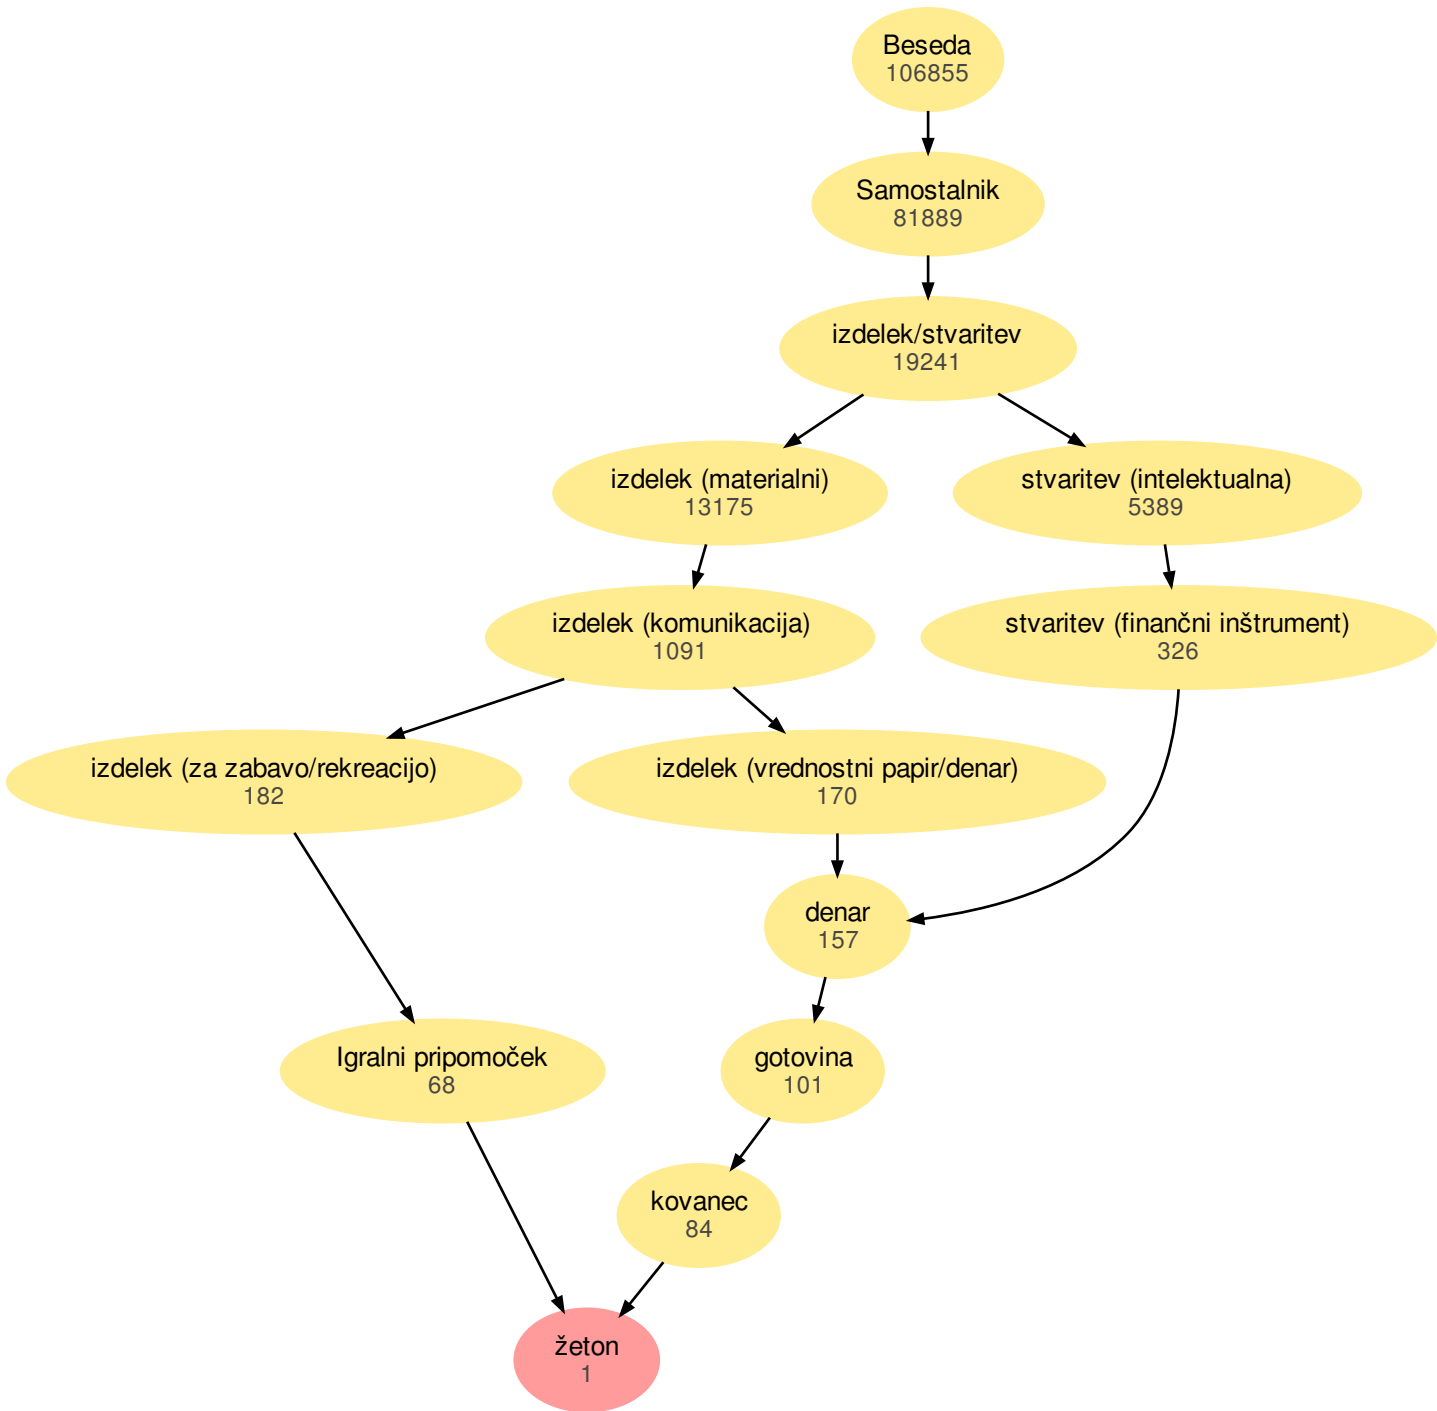 Beseda
106855
Samostalnik
81889
izdelek/stvaritev
19241
izdelek (materialni)
13175
stvaritev (intelektualna)
5389
izdelek (komunikacija)
1091
stvaritev (finančni inštrument)
326
izdelek (za zabavo/rekreacijo)
182
izdelek (vrednostni papir/denar)
170
denar
157
Igralni pripomoček
68
gotovina
101
kovanec
84
žeton
1